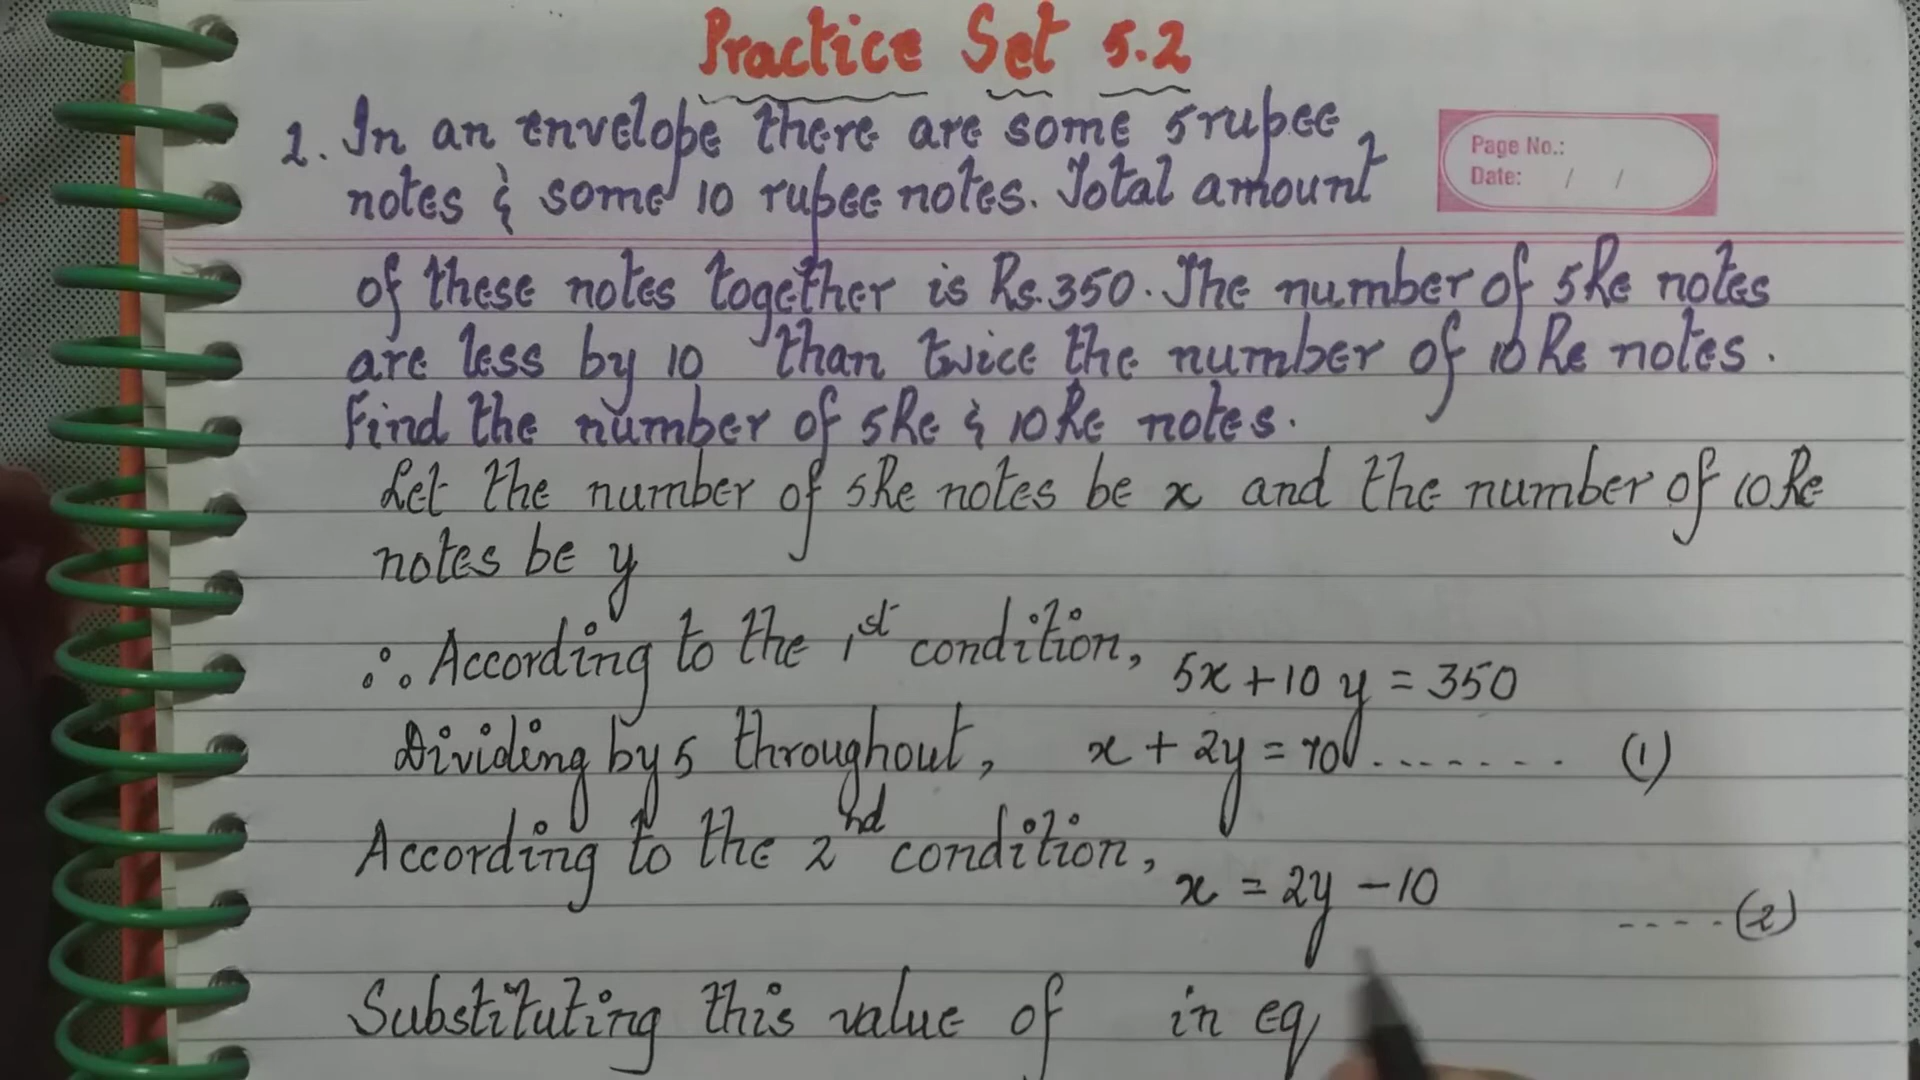 Practice Set 5.2
1. In an envelope there are some 5 rupee
notes & some 10 rupee notes. Total amount
Page No.:
Date: / /
of these notes together is Rs.350. The number of 5Re notes
are less by 10 than twice the number of 10 Re notes.
Find the number of 5Re & 10Re notes.
Let the number of 5Re notes be x and the number of 10Re
notes be y
∴ According to the 1st condition, 5x+10y = 350
Dividing by 5 throughout, x + 2y = 70 ....... (1)
According to the 2nd condition, x = 2y - 10 ....(2)
Substituting this value of in eq